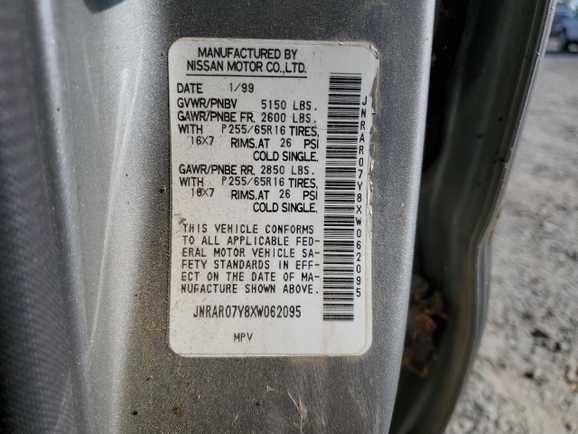 MANUFACTURED BY
NISSAN MOTOR CO.,LTD.
DATE 1/99
GVWR/PNBV 5150 LBS.
GAWR/PNBE FR. 2600 LBS.
WITH P255/65R16 TIRES,
16X7 RIMS,AT 26 PSI
COLD SINGLE.
GAWR/PNBE RR. 2850 LBS.
WITH P255/65R16 TIRES,
16X7 RIMS,AT 26 PSI
COLD SINGLE.
THIS VEHICLE CONFORMS
TO ALL APPLICABLE FED-
ERAL MOTOR VEHICLE SA-
FETY STANDARDS IN EFF-
ECT ON THE DATE OF MA-
NUFACTURE SHOWN ABOVE.
JNRAR07Y8XW062095
MPV
JNRAR07Y8XW062095